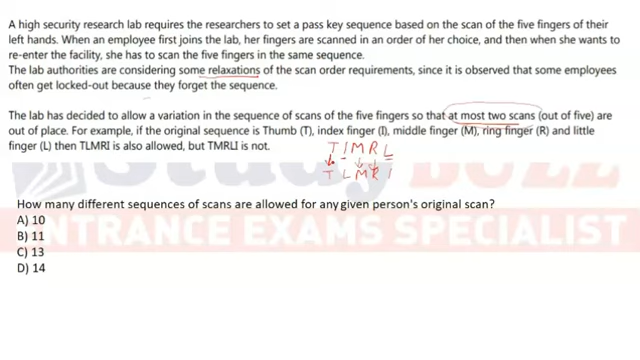 A high security research lab requires the researchers to set a pass key sequence based on the scan of the five fingers of their
left hands. When an employee first joins the lab, her fingers are scanned in an order of her choice, and then when she wants to
re-enter the facility, she has to scan the five fingers in the same sequence.
The lab authorities are considering some relaxations of the scan order requirements, since it is observed that some employees
often get locked-out because they forget the sequence.
The lab has decided to allow a variation in the sequence of scans of the five fingers so that at most two scans (out of five) are
out of place. For example, if the original sequence is Thumb (T), index finger (I), middle finger (M), ring finger (R) and little
finger (L) then TLMRI is also allowed, but TMRLI is not.
T I M R L
T L M R I
How many different sequences of scans are allowed for any given person's original scan?
A) 10
B) 11
C) 13
D) 14
ENTRANCE EXAMS SPECIALIST